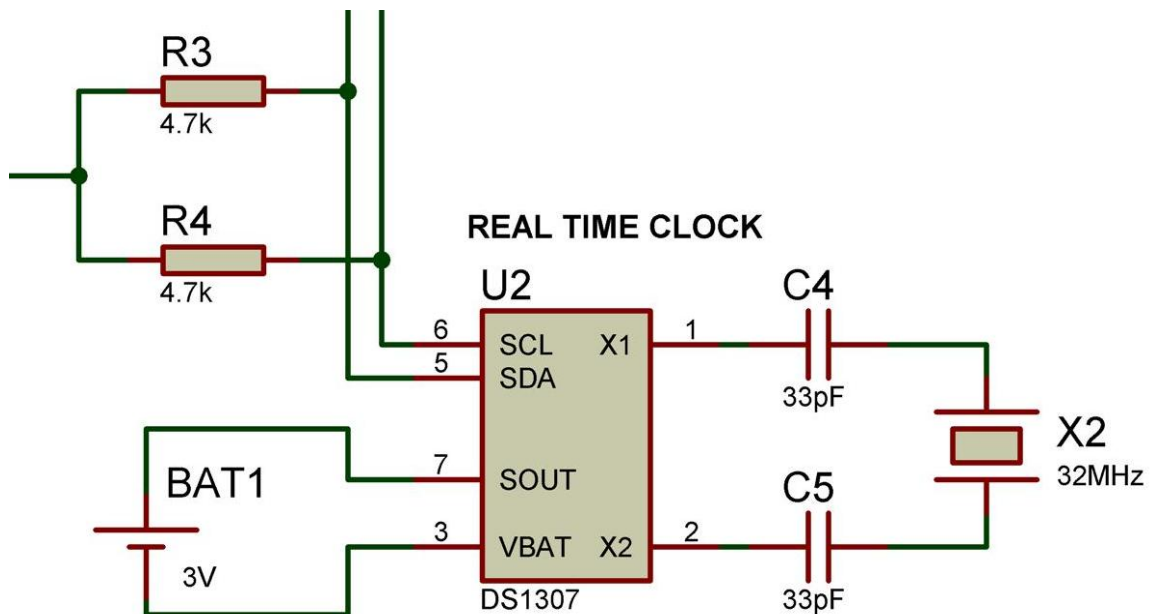 R3
4.7k
R4
4.7k
REAL TIME CLOCK
U2
6 SCL X1 1
5 SDA
7 SOUT
3 VBAT X2 2
DS1307
C4
33pF
C5
33pF
X2
32MHz
BAT1
3V